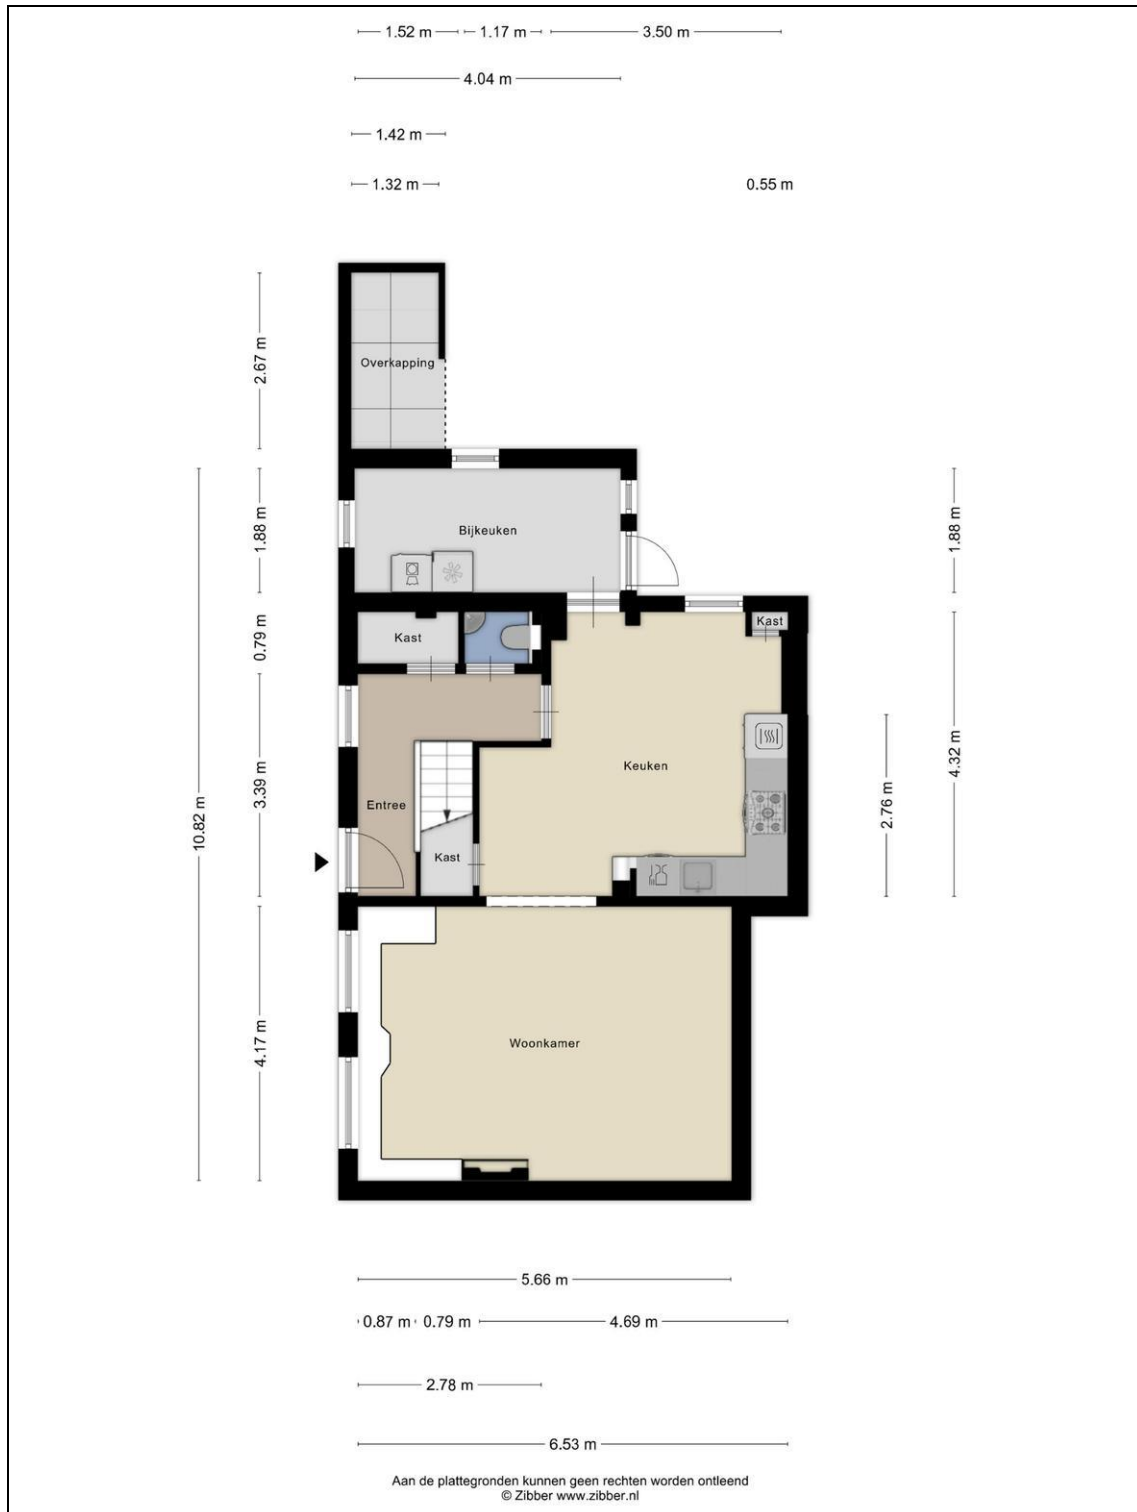 1.52 m 1.17 m 3.50 m
4.04 m
1.42 m
1.32 m 0.55 m
2.67 m
Overkapping
1.88 m
Bijkeuken
1.88 m
0.79 m
Kast
Kast
10.82 m
3.39 m
Entree
Keuken
Kast
2.76 m
4.32 m
4.17 m
Woonkamer
5.66 m
0.87 m 0.79 m 4.69 m
2.78 m
6.53 m
Aan de plattegronden kunnen geen rechten worden ontleend
© Zibber www.zibber.nl